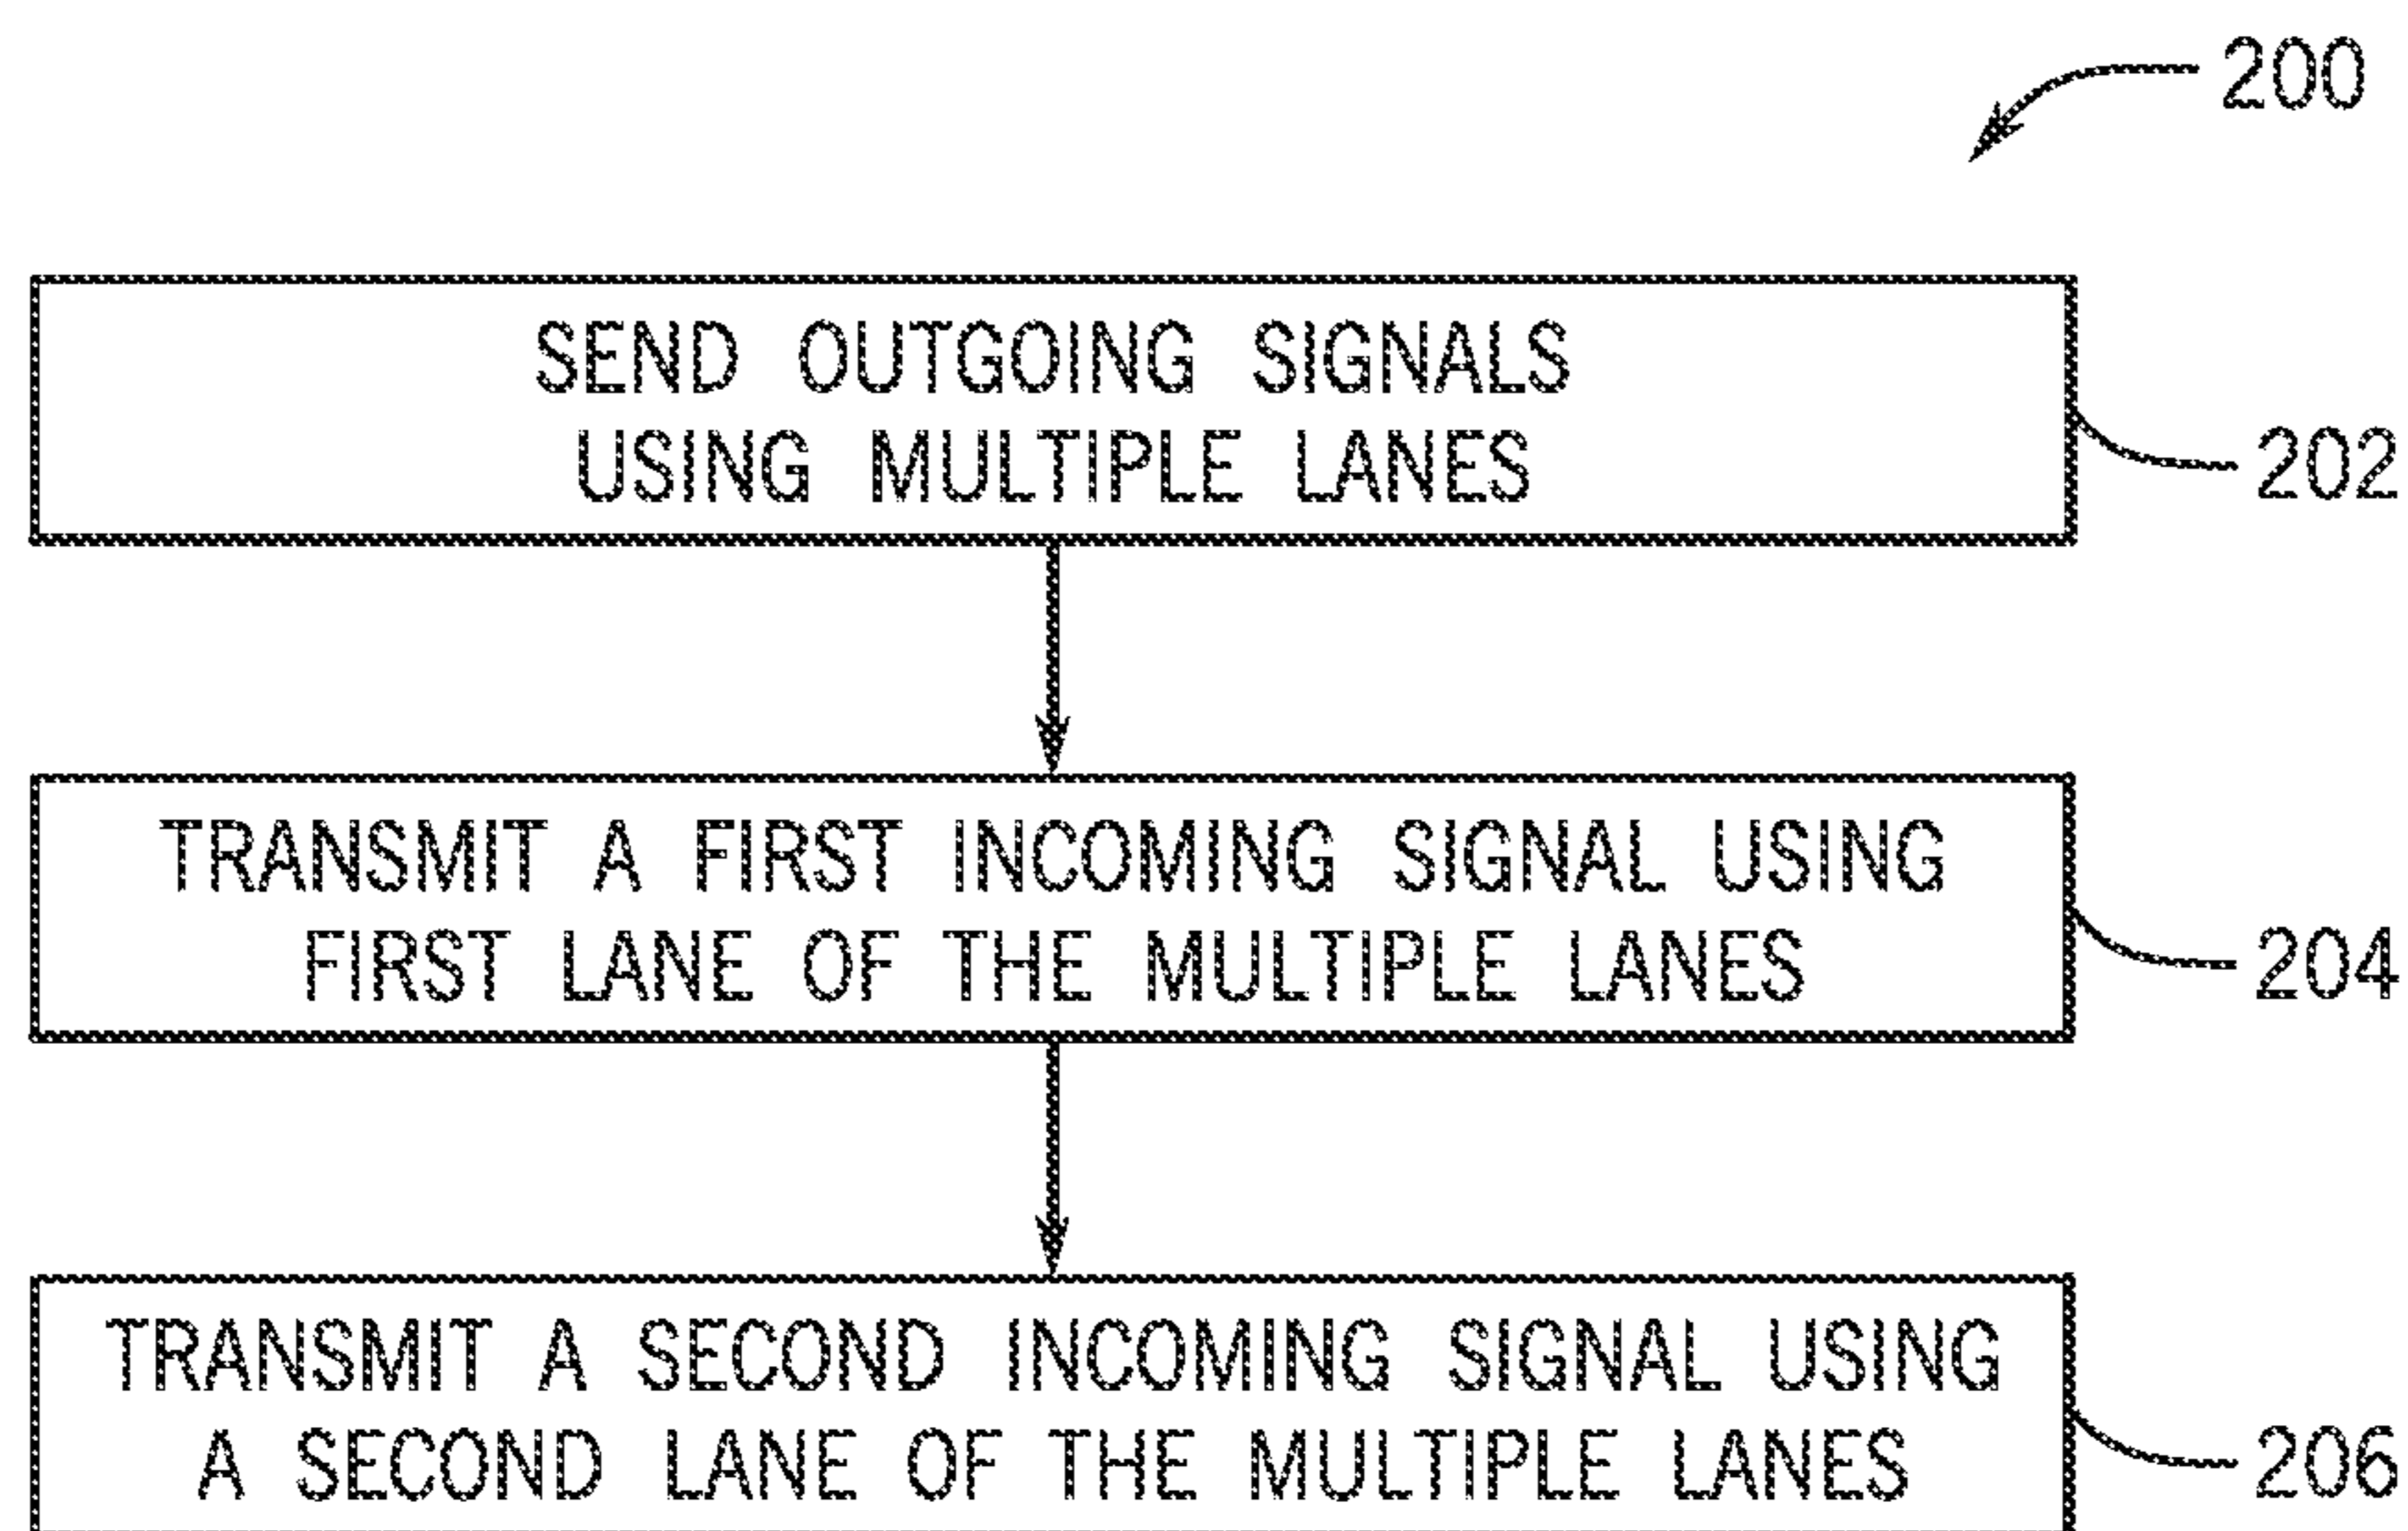 200
SEND OUTGOING SIGNALS
USING MULTIPLE LANES
202
TRANSMIT A FIRST INCOMING SIGNAL USING
FIRST LANE OF THE MULTIPLE LANES
204
TRANSMIT A SECOND INCOMING SIGNAL USING
A SECOND LANE OF THE MULTIPLE LANES
206